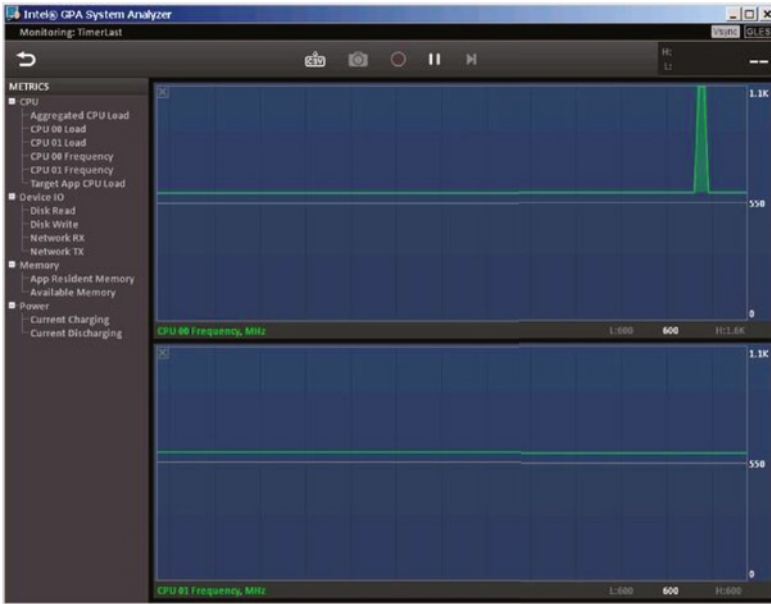 Intel® GPA System Analyzer
Monitoring: TimerLast
Vsync GLES
CSV
H:
L:
--
METRICS
CPU
Aggregated CPU Load
CPU 00 Load
CPU 01 Load
CPU 00 Frequency
CPU 01 Frequency
Target App CPU Load
Device IO
Disk Read
Disk Write
Network RX
Network TX
Memory
App Resident Memory
Available Memory
Power
Current Charging
Current Discharging
1.1K
550
0
CPU 00 Frequency, MHz L:600 600 H:1.6K
1.1K
550
0
CPU 01 Frequency, MHz L:600 600 H:600